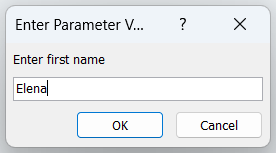 Enter Parameter V... ?
Enter first name
Elena
OK Cancel